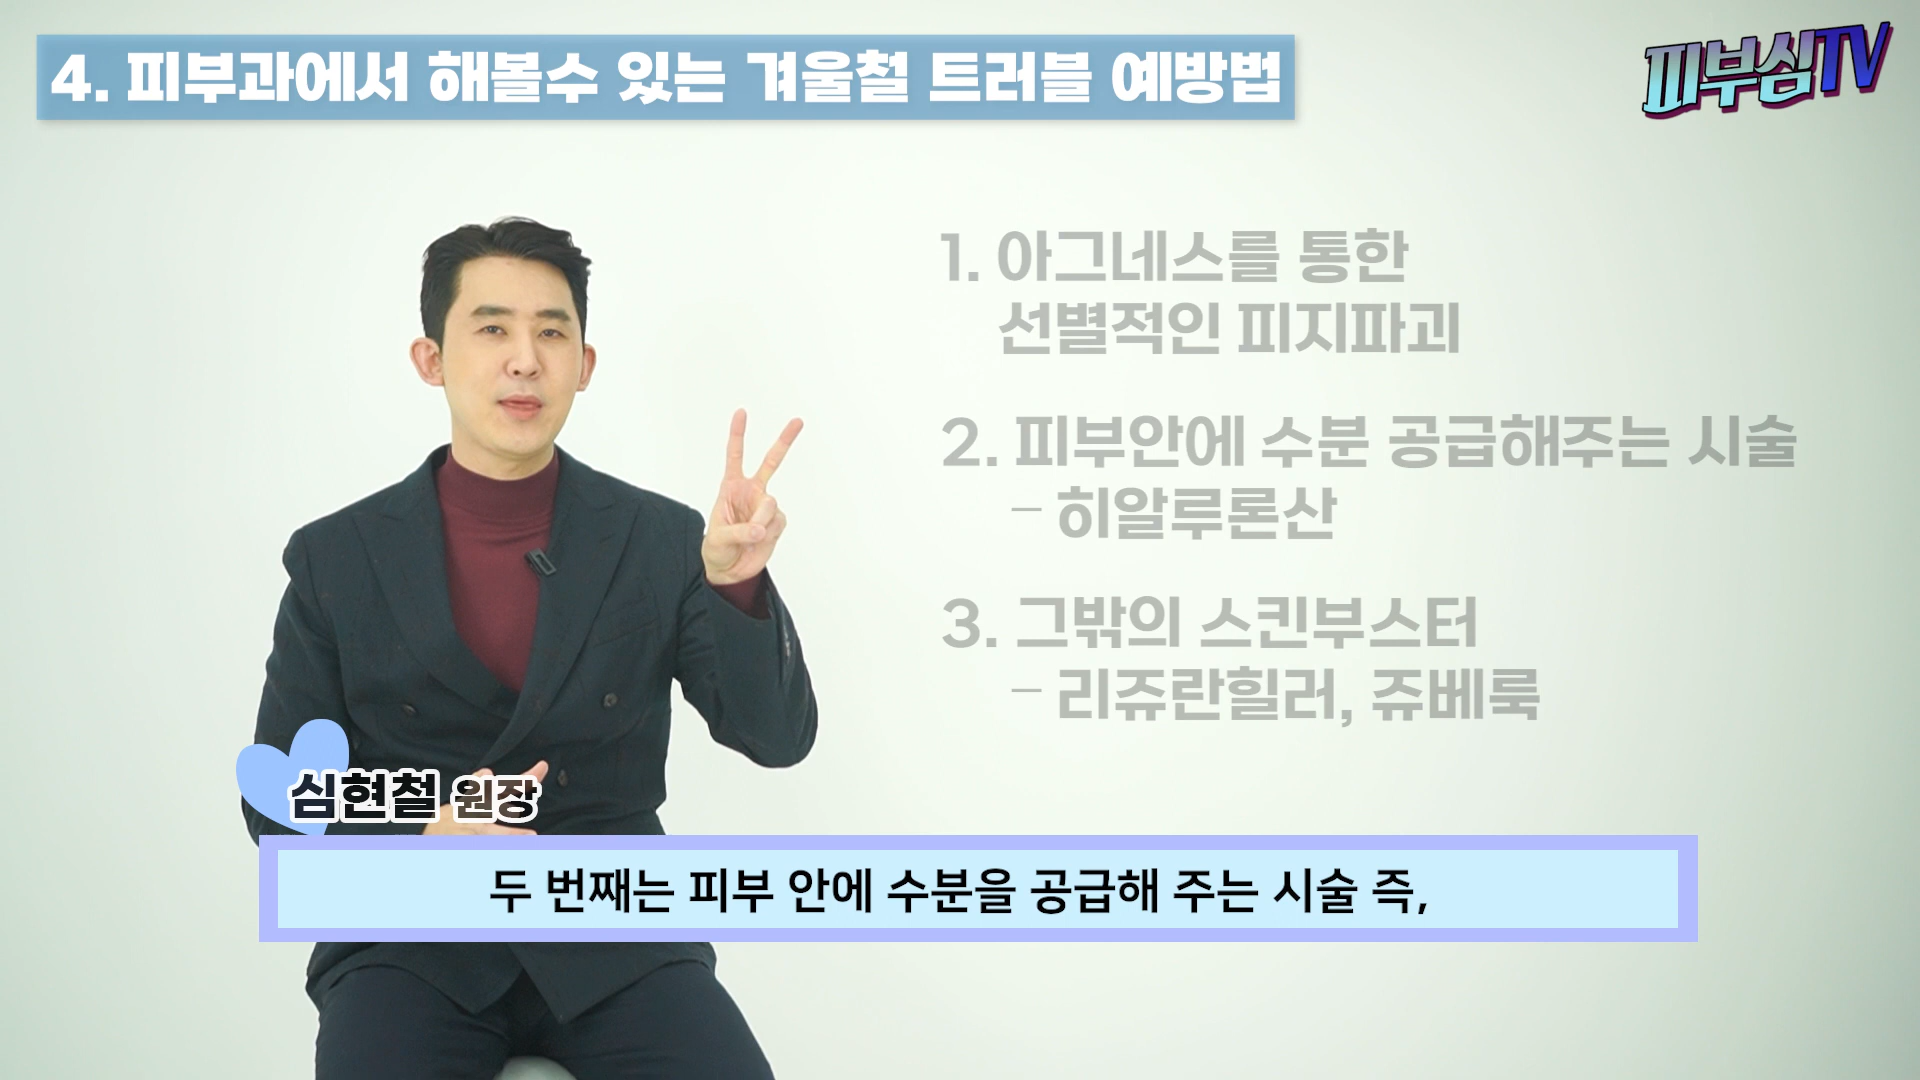 4. 피부과에서 해볼수 있는 겨울철 트러블 예방법
피부심TV
1. 아그네스를 통한
선별적인 피지파괴
2. 피부안에 수분 공급해주는 시술
- 히알루론산
3. 그밖의 스킨부스터
- 리쥬란힐러, 쥬베룩
심현철 원장
두 번째는 피부 안에 수분을 공급해 주는 시술 즉,